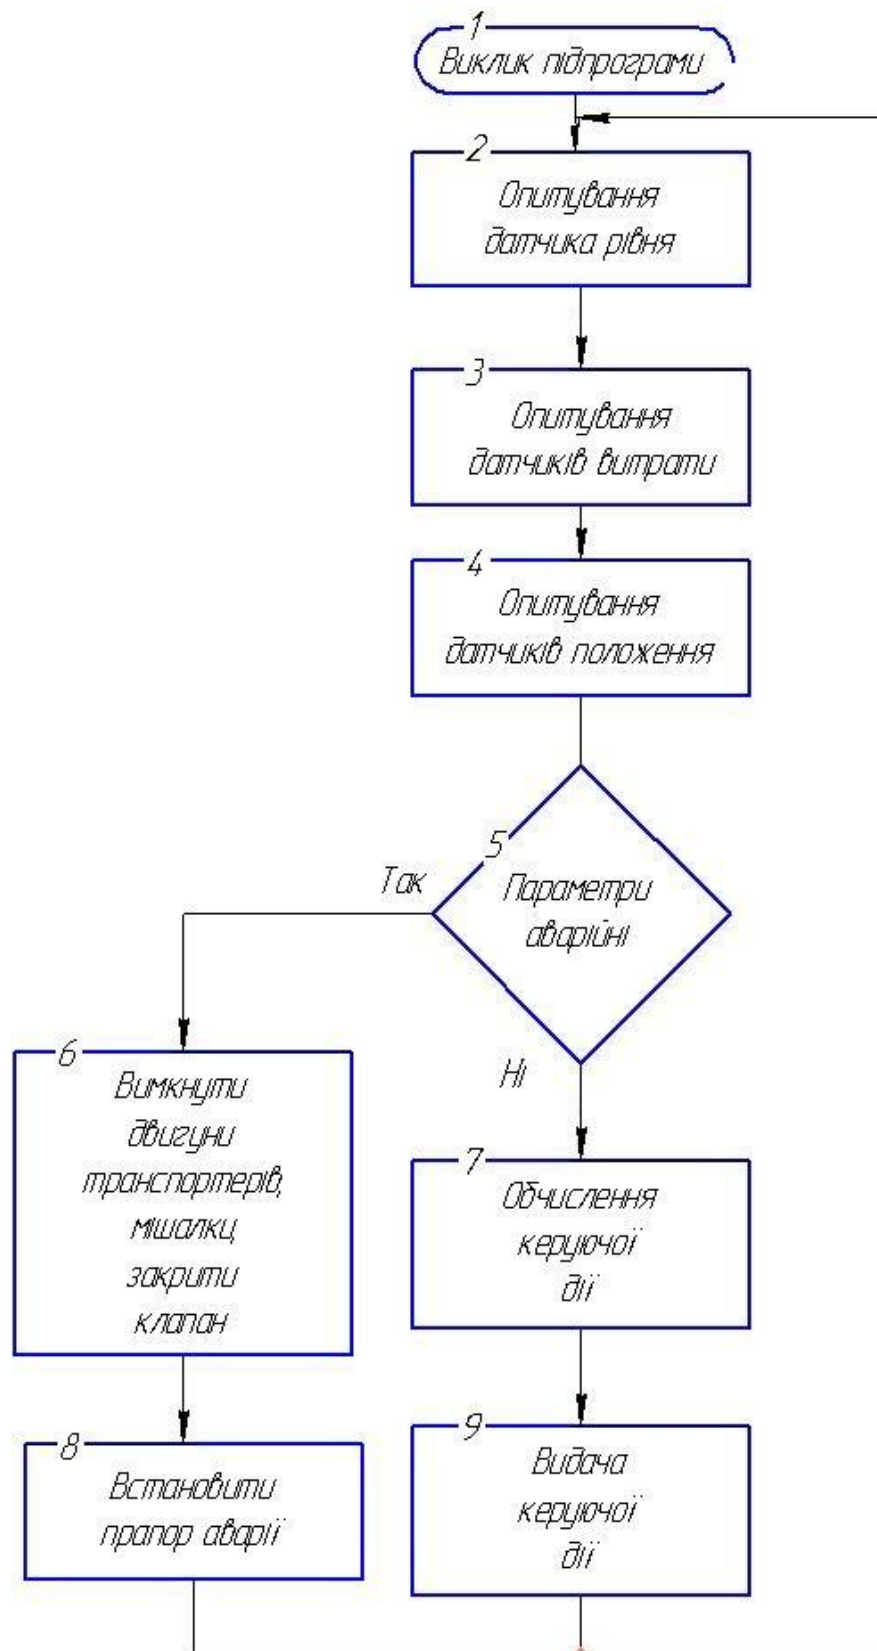 1
Виклик підпрограми
2
Опитування
датчика рівня
3
Опитування
датчиків витрати
4
Опитування
датчиків положення
5
Параметри
аварійні
Так
Ні
6
Вимкнути
двигуни
транспортерів,
мішалки,
закрити
клапан
7
Обчислення
керуючої
дії
8
Встановити
прапор аварії
9
Видача
керуючої
дії